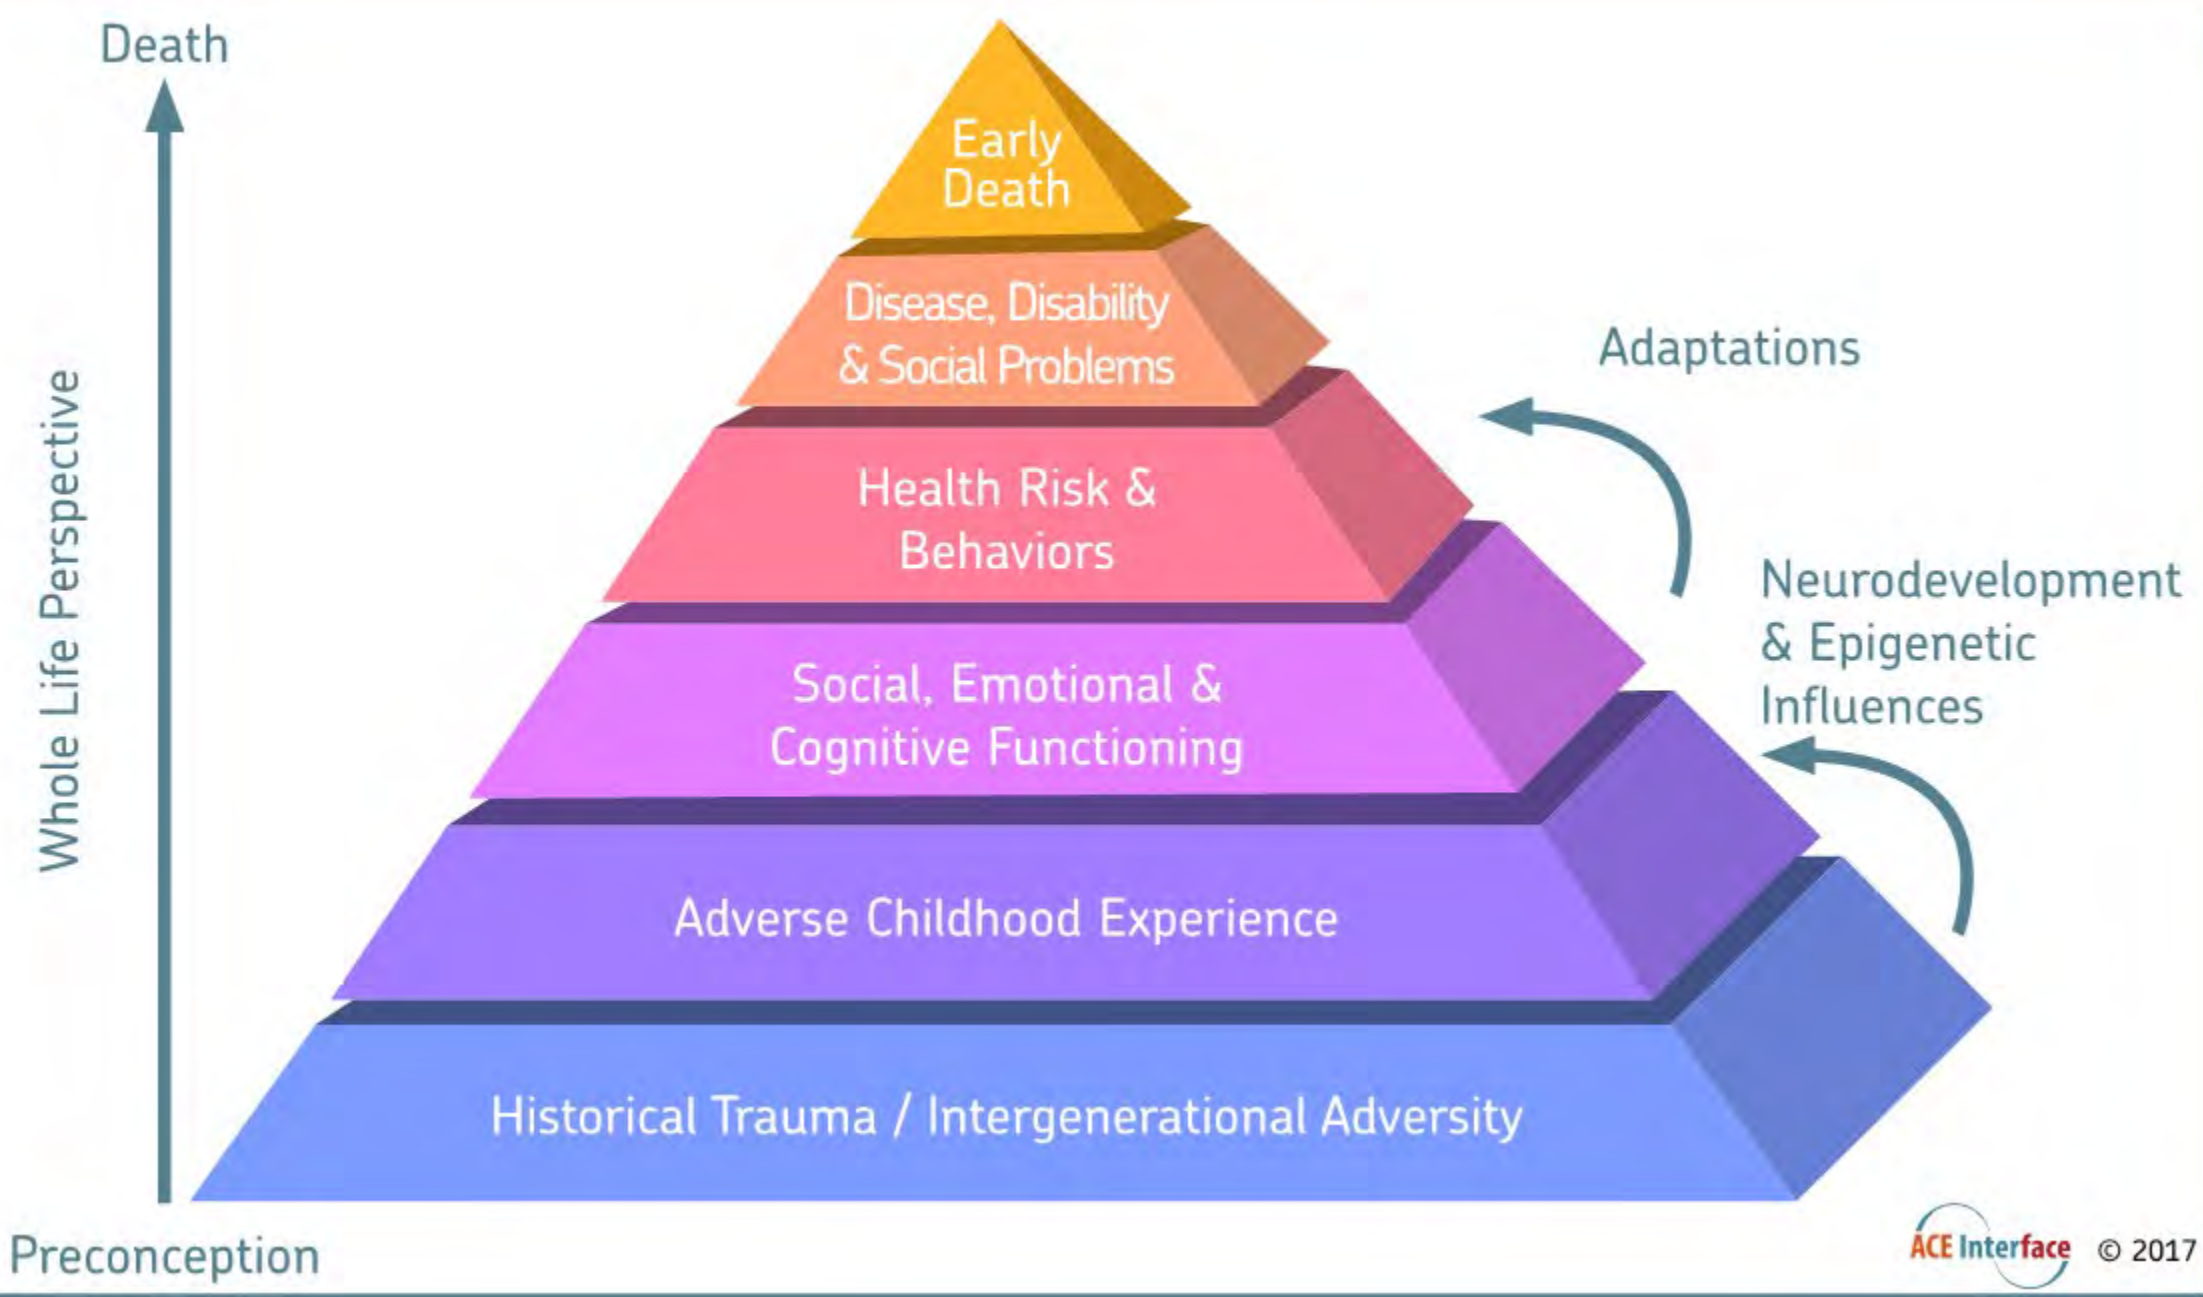 Death
Whole Life Perspective
Preconception
Early
Death
Disease, Disability
& Social Problems
Health Risk &
Behaviors
Social, Emotional &
Cognitive Functioning
Adverse Childhood Experience
Historical Trauma / Intergenerational Adversity
Adaptations
Neurodevelopment
& Epigenetic
Influences
ACE Interface © 2017